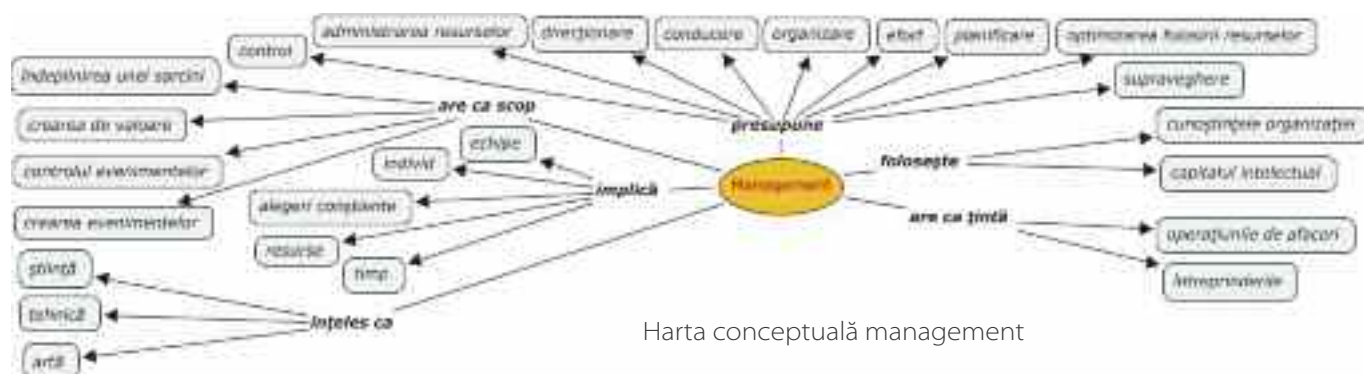 administrarea resurselor
direcționare
conducere
organizare
efort
planificare
optimizarea folosirii resurselor
control
supraveghere
îndeplinirea unei sarcini
are ca scop
presupune
crearea de valoare
echipe
cunoștințele organizației
individ
folosește
controlul evenimentelor
implică
Management
capitalul intelectual
alegeri conștiente
crearea evenimentelor
are ca țintă
operațiunile de afaceri
resurse
știință
timp
întreprinderile
tehnică
înțeles ca
Harta conceptuală management
artă